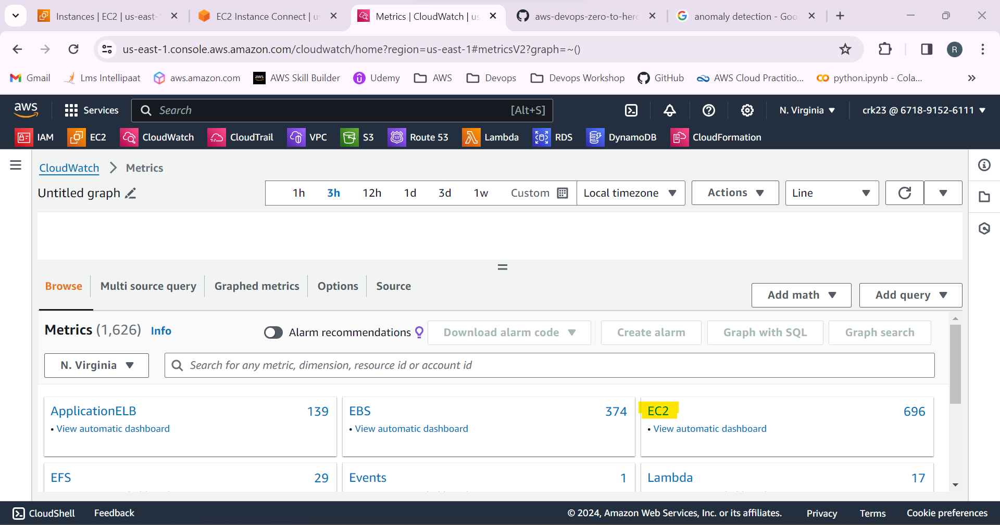 Instances | EC2 | us-east-
EC2 Instance Connect | u
Metrics | CloudWatch | us
aws-devops-zero-to-hero
anomaly detection - Goo
us-east-1.console.aws.amazon.com/cloudwatch/home?region=us-east-1#metricsV2?graph=~()
R
Gmail
Lms Intellipaat
aws.amazon.com
aws
AWS Skill Builder
Udemy
AWS
Devops
Devops Workshop
GitHub
AWS Cloud Practitio...
python.ipynb - Cola...
aws
Services
Search
[Alt+S]
N. Virginia
crk23 @ 6718-9152-6111
IAM
EC2
CloudWatch
CloudTrail
VPC
S3
Route 53
Lambda
RDS
DynamoDB
CloudFormation
CloudWatch
Metrics
Untitled graph
1h
3h
12h
1d
3d
1w
Custom
Local timezone
Actions
Line
Browse
Multi source query
Graphed metrics
Options
Source
Add math
Add query
Metrics (1,626)
Info
Alarm recommendations
Download alarm code
Create alarm
Graph with SQL
Graph search
N. Virginia
Search for any metric, dimension, resource id or account id
ApplicationELB
139
• View automatic dashboard
EBS
374
• View automatic dashboard
EC2
696
• View automatic dashboard
EFS
29
Events
1
Lambda
17
CloudShell
Feedback
© 2024, Amazon Web Services, Inc. or its affiliates.
Privacy
Terms
Cookie preferences